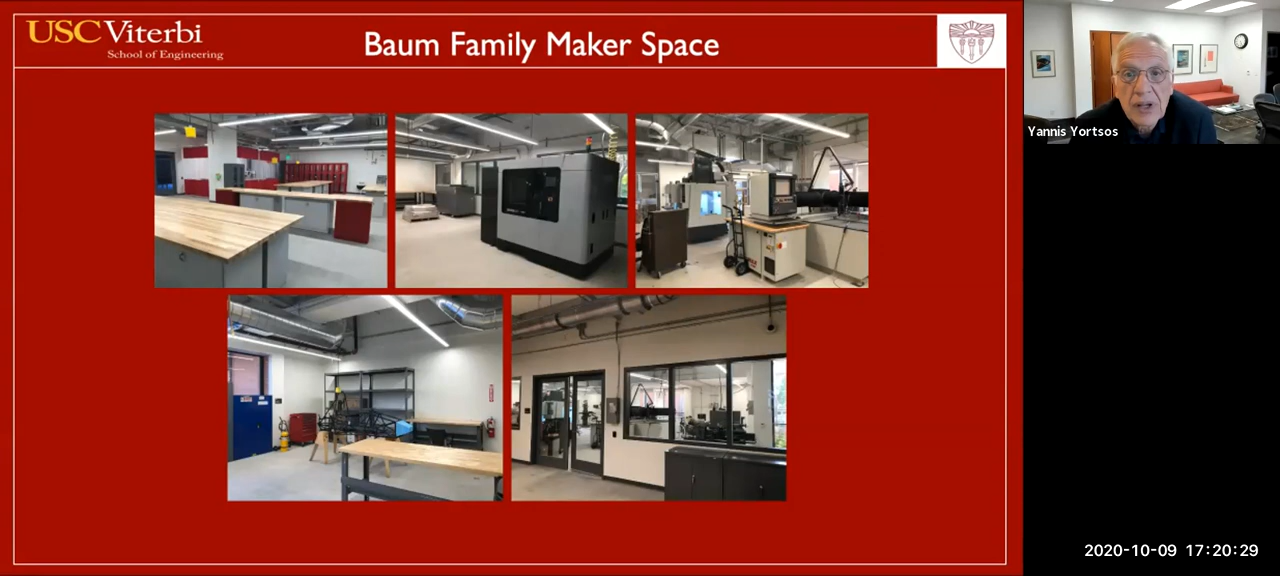 USC Viterbi
School of Engineering
Baum Family Maker Space
Yannis Yortsos
2020-10-09 17:20:29